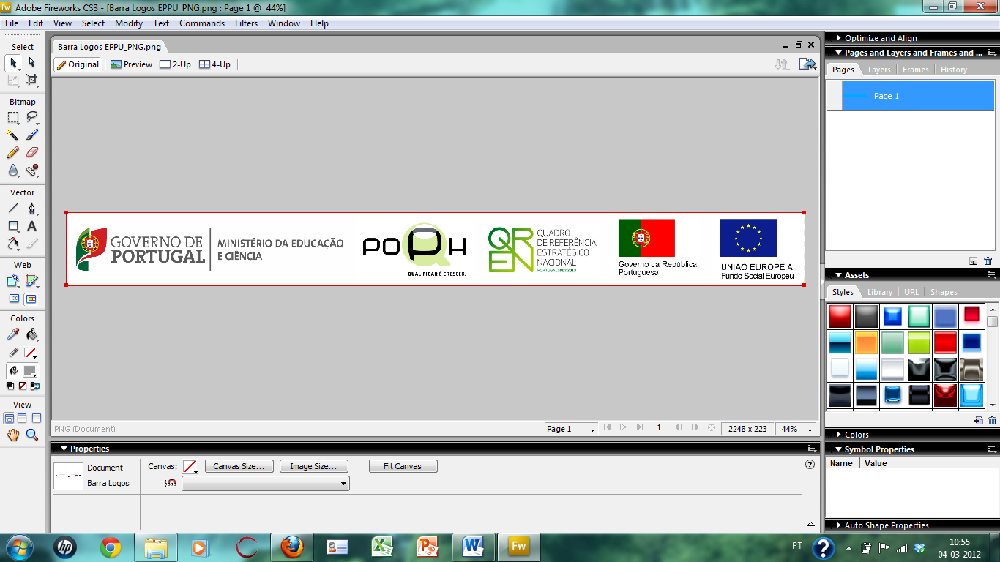 Fw Adobe Fireworks CS3 - [Barra Logos EPPU_PNG.png : Page 1 @ 44%]
File Edit View Select Modify Text Commands Filters Window Help
Select
Bitmap
Vector
A
Web
Colors
View
Barra Logos EPPU_PNG.png
Original Preview 2-Up 4-Up
GOVERNO DE
PORTUGAL
MINISTÉRIO DA EDUCAÇÃO
E CIÊNCIA
POPH
QUALIFICAR É CRESCER.
QREN
QUADRO
DE REFERÊNCIA
ESTRATÉGICO
NACIONAL
PORTUGAL2007.2013
Governo da República
Portuguesa
UNIÃO EUROPEIA
Fundo Social Europeu
PNG (Document)
Page 1 1 2248 x 223 44%
Properties
Document
Barra Logos
Canvas: Canvas Size... Image Size... Fit Canvas
?
Optimize and Align
Pages and Layers and Frames and ...
Pages Layers Frames History
Page 1
Assets
Styles Library URL Shapes
Colors
Symbol Properties
Name Value
Auto Shape Properties
hp
X
P
W
Fw
PT
?
10:55
04-03-2012